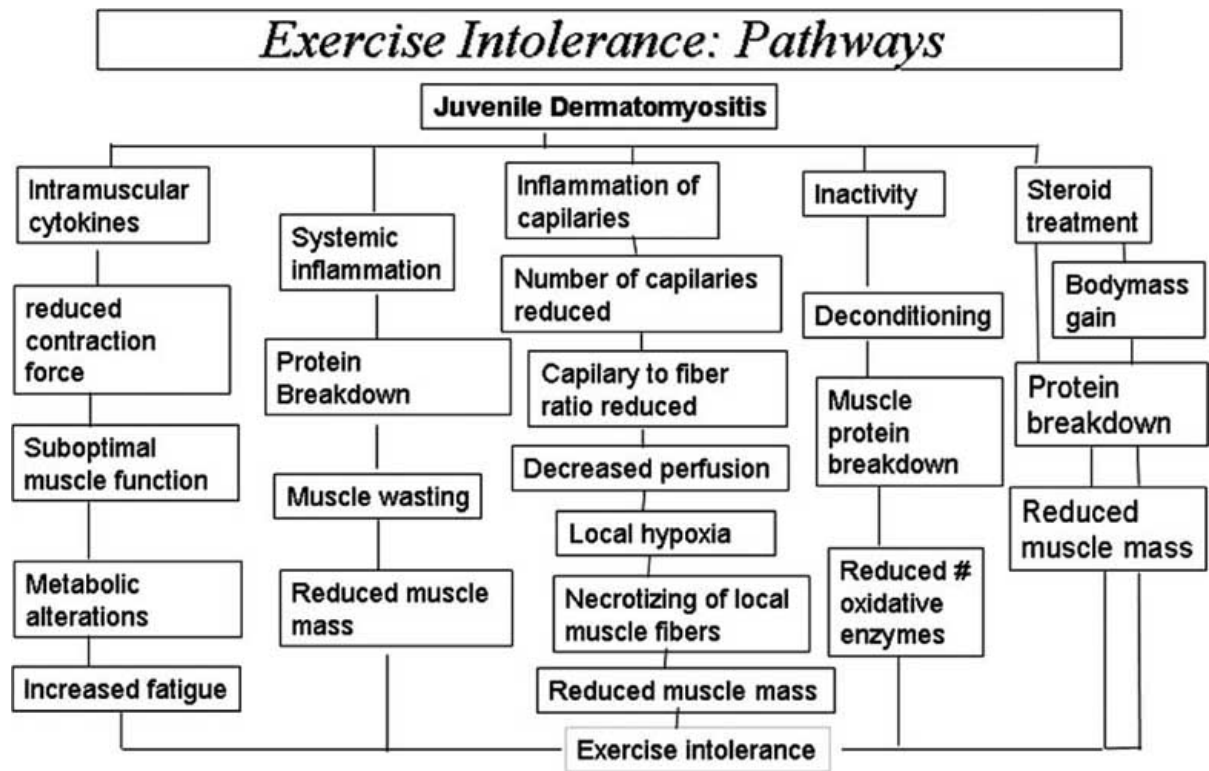 Exercise Intolerance: Pathways
Juvenile Dermatomyositis
Intramuscular
cytokines
reduced
contraction
force
Suboptimal
muscle function
Metabolic
alterations
Increased fatigue
Systemic
inflammation
Protein
Breakdown
Muscle wasting
Reduced muscle
mass
Inflammation of
capilaries
Number of capilaries
reduced
Capilary to fiber
ratio reduced
Decreased perfusion
Local hypoxia
Necrotizing of local
muscle fibers
Reduced muscle mass
Inactivity
Deconditioning
Muscle
protein
breakdown
Reduced #
oxidative
enzymes
Steroid
treatment
Bodymass
gain
Protein
breakdown
Reduced
muscle mass
Exercise intolerance